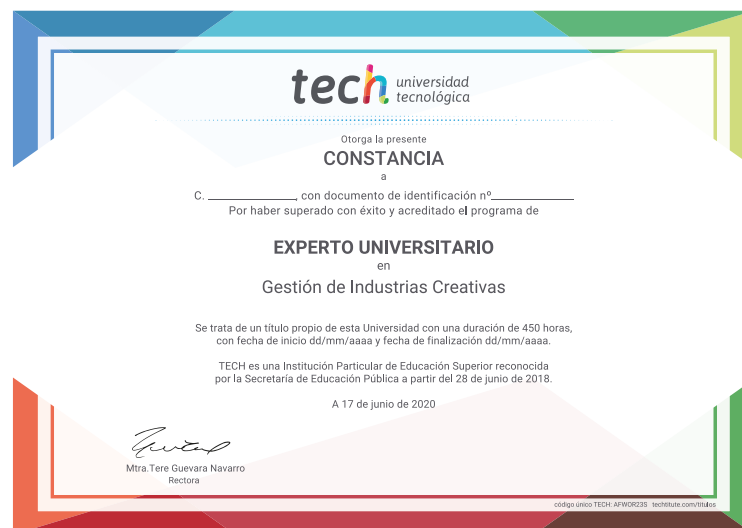 tech universidad
tecnológica
Otorga la presente
CONSTANCIA
a
C. ____________, con documento de identificación nº____________
Por haber superado con éxito y acreditado el programa de
EXPERTO UNIVERSITARIO
en
Gestión de Industrias Creativas
Se trata de un título propio de esta Universidad con una duración de 450 horas,
con fecha de inicio dd/mm/aaaa y fecha de finalización dd/mm/aaaa.
TECH es una Institución Particular de Educación Superior reconocida
por la Secretaría de Educación Pública a partir del 28 de junio de 2018.
A 17 de junio de 2020
Mtra.Tere Guevara Navarro
Rectora
código único TECH: AFWOR23S techtitute.com/titulos